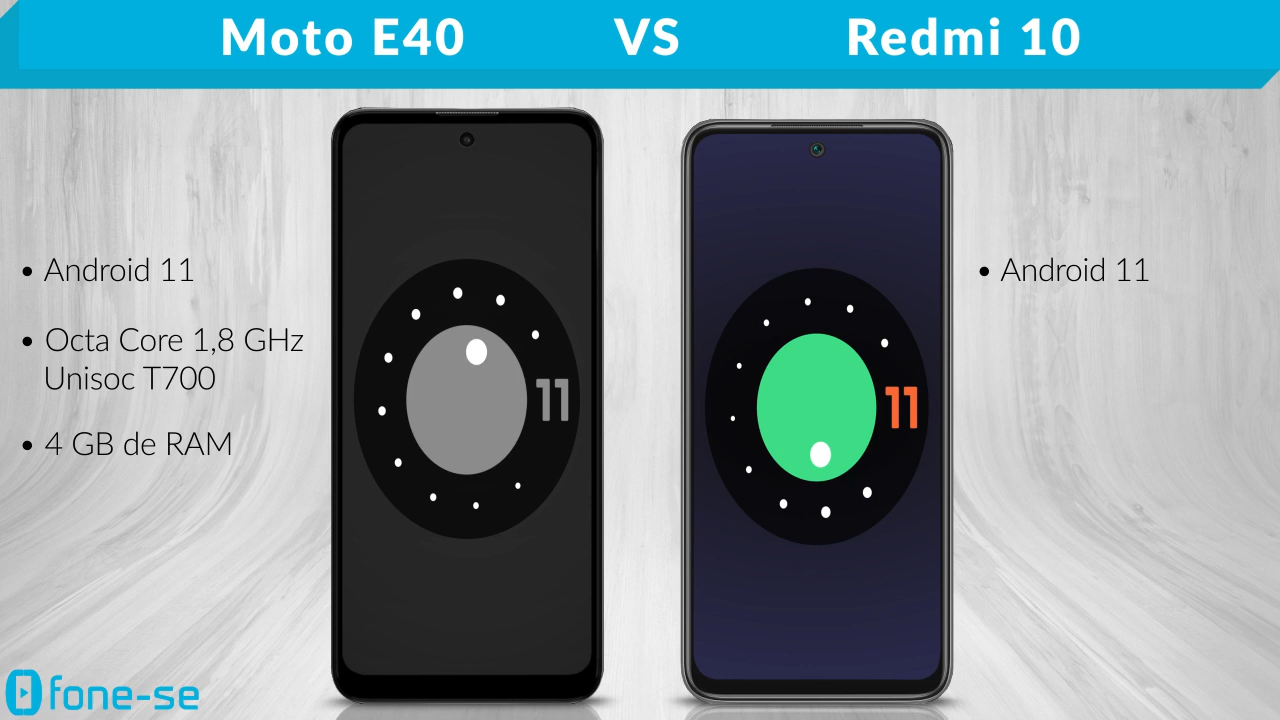 Moto E40 VS Redmi 10
• Android 11
• Octa Core 1,8 GHz
Unisoc T700
• 4 GB de RAM
11
11
• Android 11
fone-se